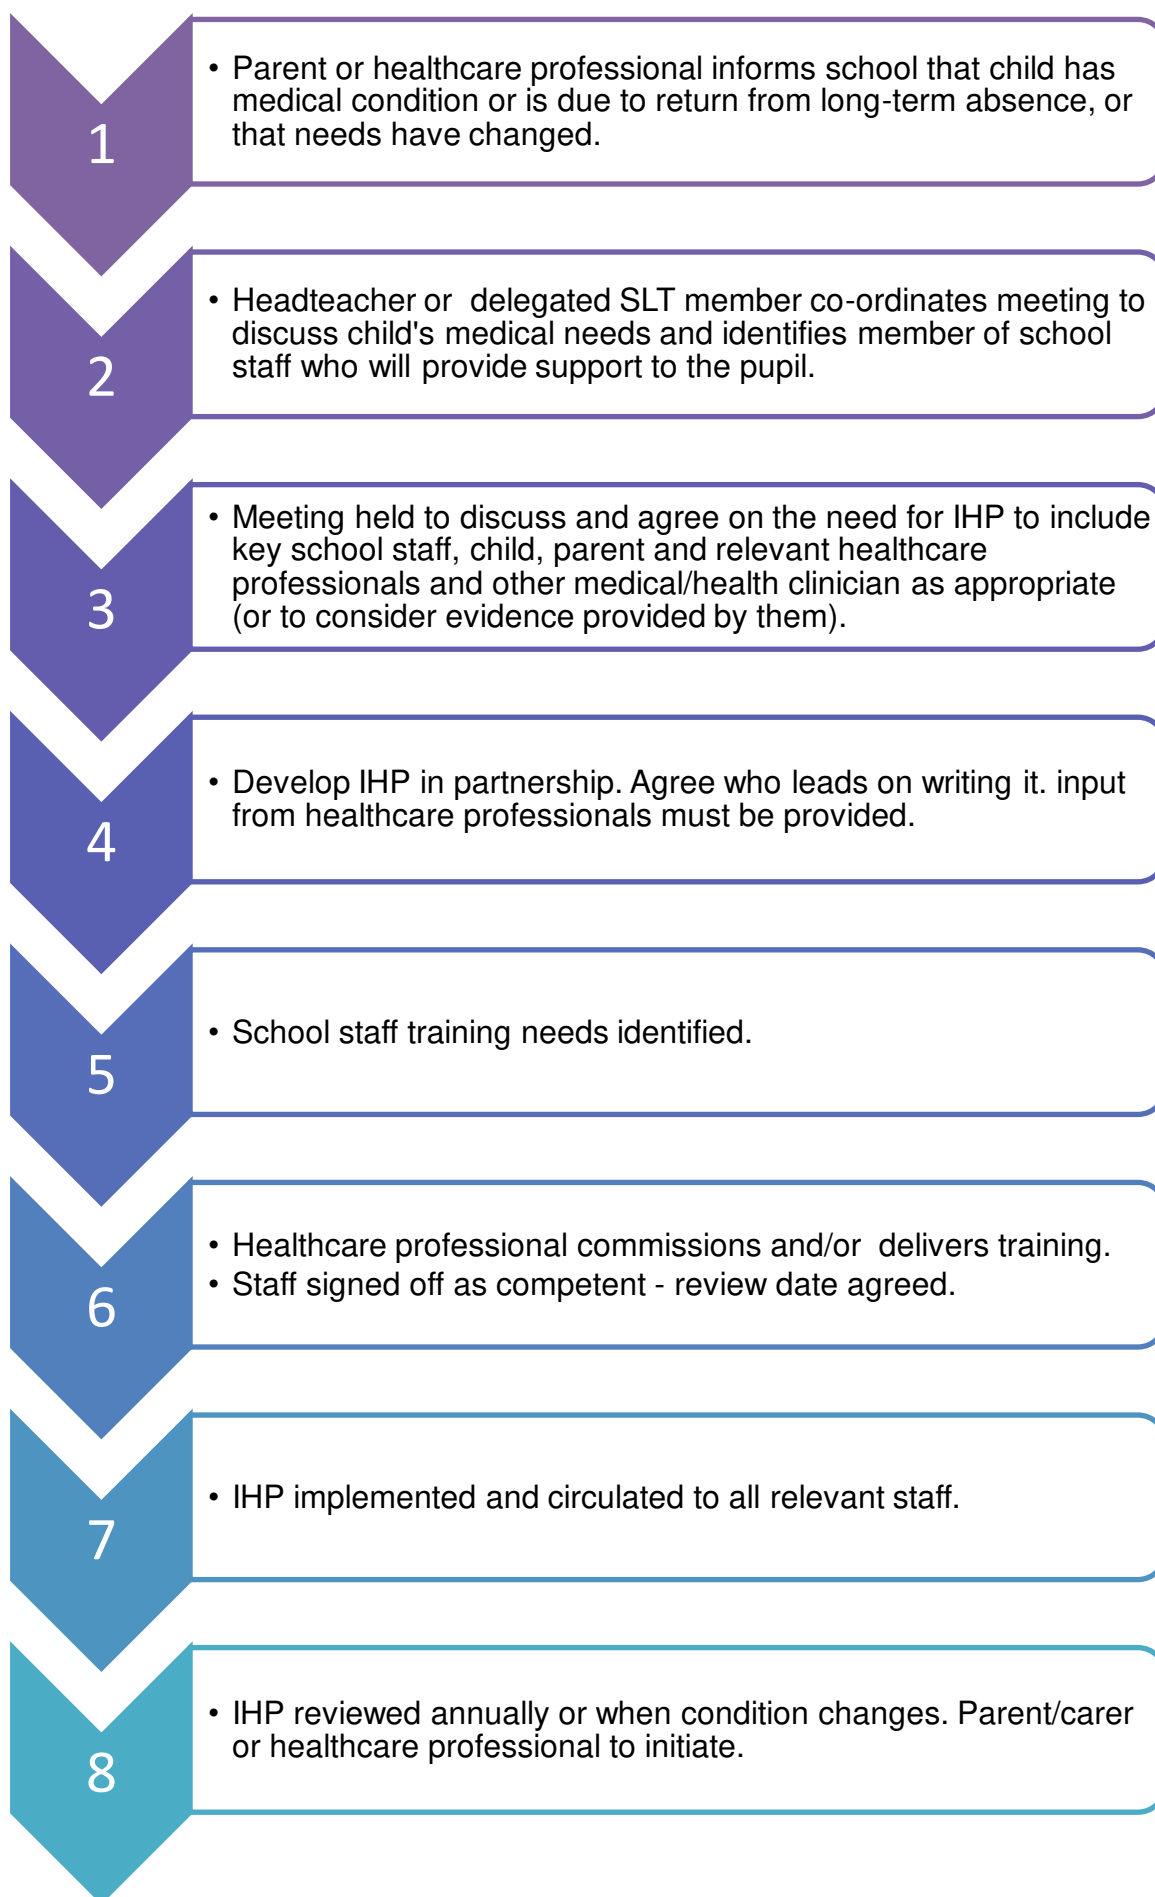 1
• Parent or healthcare professional informs school that child has
medical condition or is due to return from long-term absence, or
that needs have changed.
2
• Headteacher or  delegated SLT member co-ordinates meeting to
discuss child's medical needs and identifies member of school
staff who will provide support to the pupil.
3
• Meeting held to discuss and agree on the need for IHP to include
key school staff, child, parent and relevant healthcare
professionals and other medical/health clinician as appropriate
(or to consider evidence provided by them).
4
• Develop IHP in partnership. Agree who leads on writing it. input
from healthcare professionals must be provided.
5
• School staff training needs identified.
6
• Healthcare professional commissions and/or  delivers training.
• Staff signed off as competent - review date agreed.
7
• IHP implemented and circulated to all relevant staff.
8
• IHP reviewed annually or when condition changes. Parent/carer
or healthcare professional to initiate.